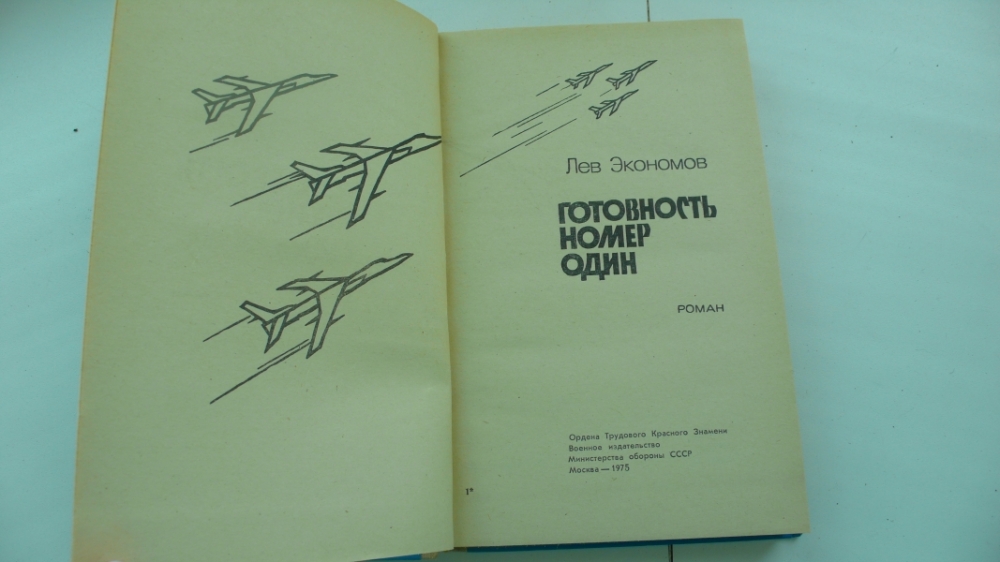 Лев Экономов
ГОТОВНОСТЬ
НОМЕР
ОДИН
РОМАН
Ордена Трудового Красного Знамени
Военное издательство
Министерства обороны СССР
Москва — 1975
1*